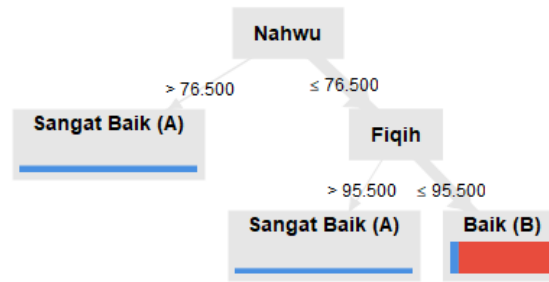 Nahwu
> 76.500
≤ 76.500
Sangat Baik (A)
Fiqih
> 95.500
≤ 95.500
Sangat Baik (A)
Baik (B)